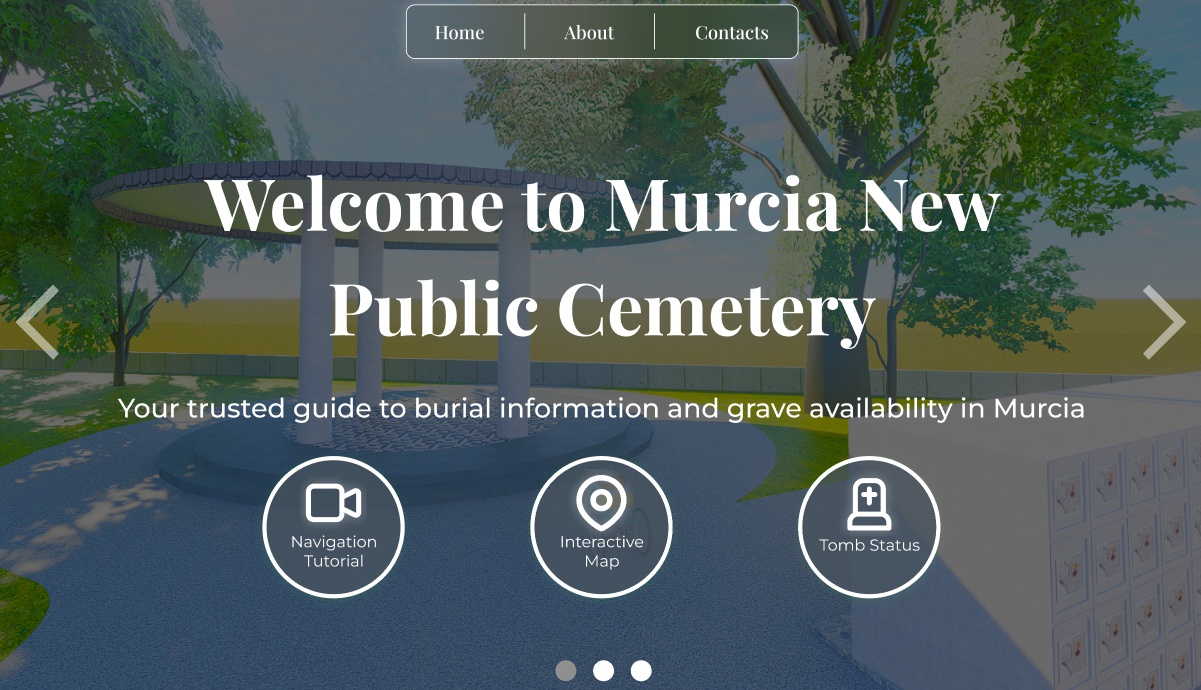 Home
About
Contacts
Welcome to Murcia New
Public Cemetery
Your trusted guide to burial information and grave availability in Murcia
Navigation
Tutorial
Interactive
Map
Tomb Status